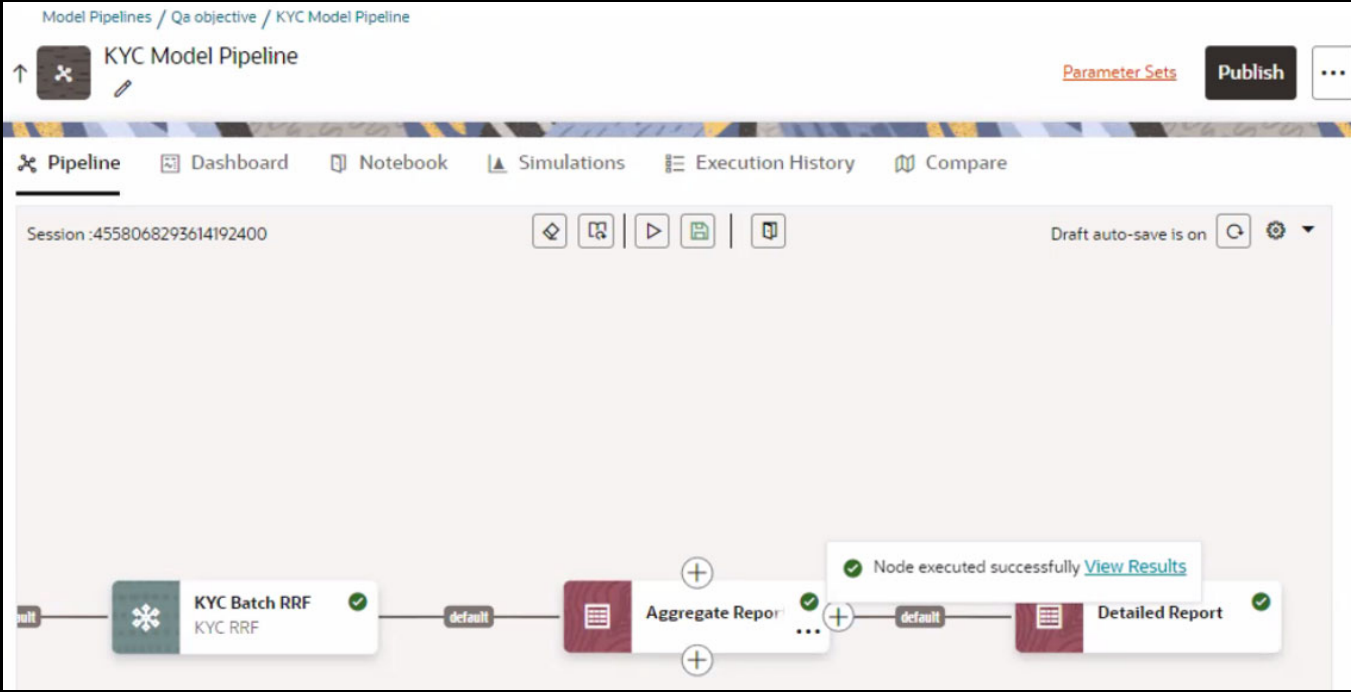 Model Pipelines / Qa objective / KYC Model Pipeline
KYC Model Pipeline
Parameter Sets
Publish
Pipeline
Dashboard
Notebook
Simulations
Execution History
Compare
Session :4558068293614192400
Draft auto-save is on
Node executed successfully View Results
ault
KYC Batch RRF
KYC RRF
default
Aggregate Repor
default
Detailed Report